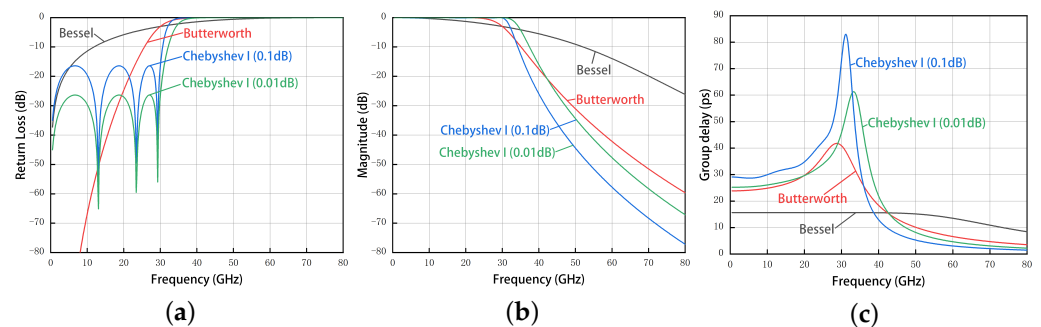 Bessel
Butterworth
Chebyshev I (0.1dB)
Chebyshev I (0.01dB)
Return Loss (dB)
0
−10
−20
−30
−40
−50
−60
−70
−80
0 10 20 30 40 50 60 70 80
Frequency (GHz)
(a)
Bessel
Butterworth
Chebyshev I (0.1dB)
Chebyshev I (0.01dB)
Magnitude (dB)
−0
−10
−20
−30
−40
−50
−60
−70
−80
0 10 20 30 40 50 60 70 80
Frequency (GHz)
(b)
Chebyshev I (0.1dB)
Chebyshev I (0.01dB)
Butterworth
Bessel
Group delay (ps)
90
80
70
60
50
40
30
20
10
0
0 10 20 30 40 50 60 70 80
Frequency (GHz)
(c)